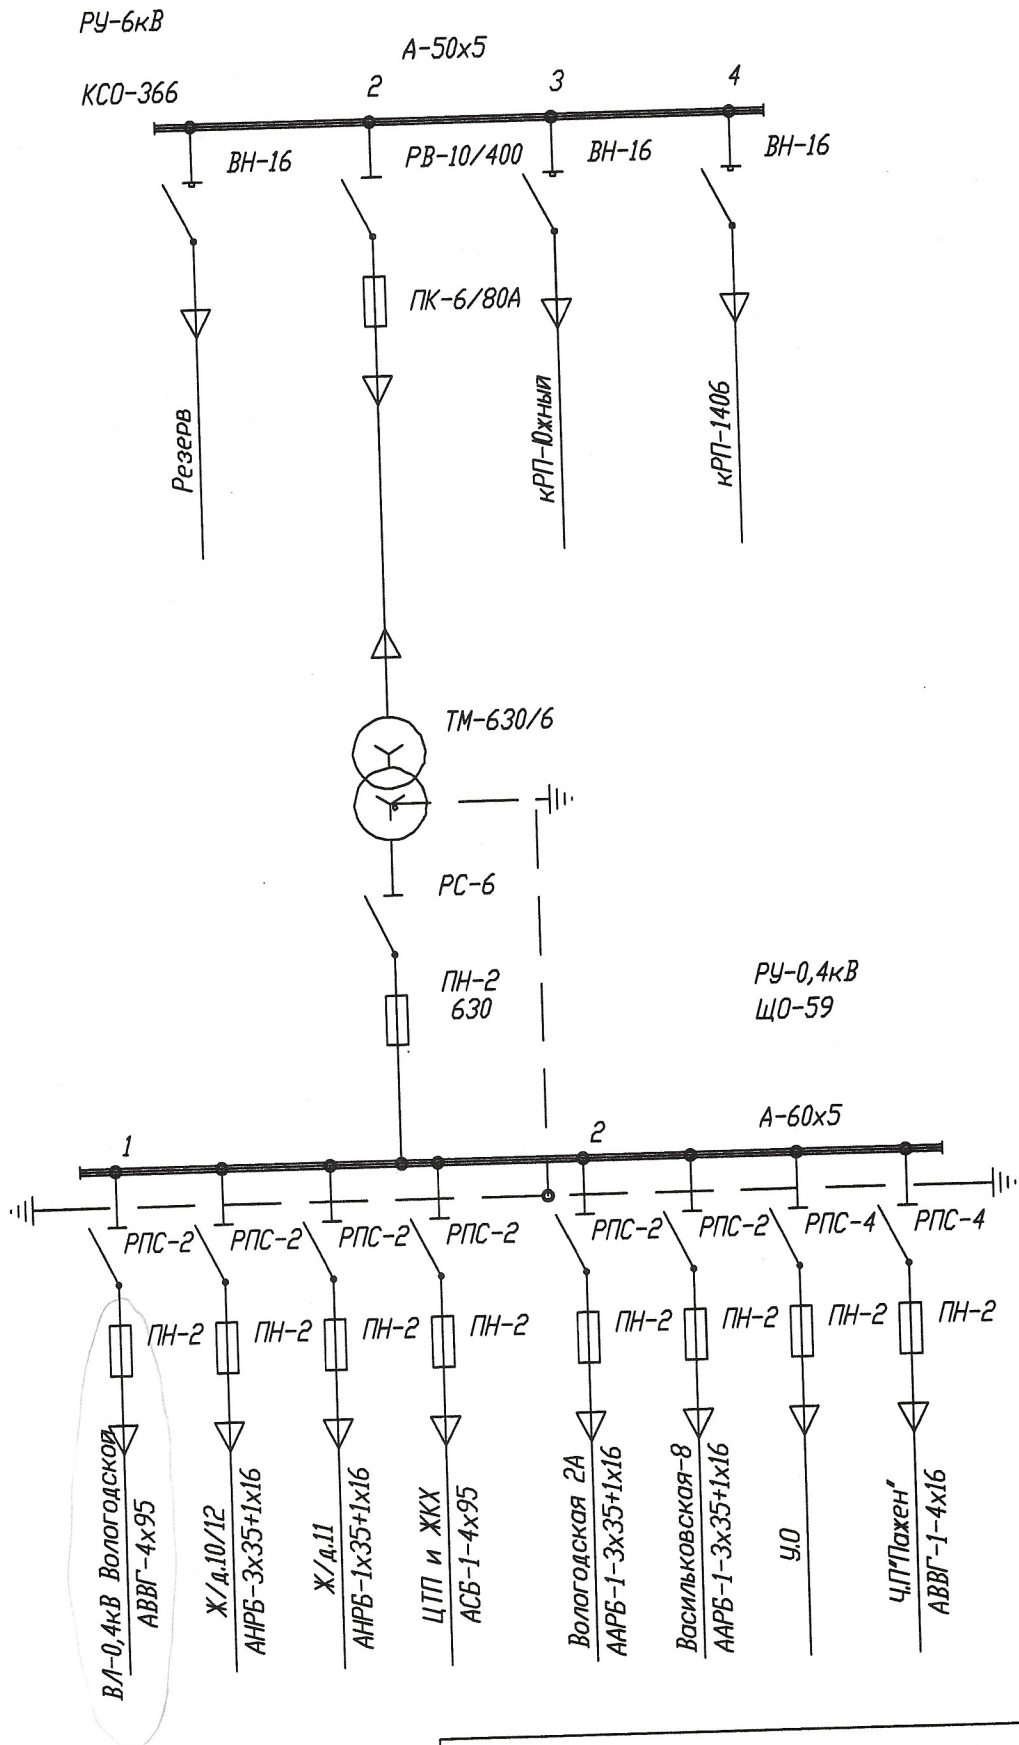 РУ-6кВ
А-50х5
КСО-366
2
3
4
ВН-16
РВ-10/400
ВН-16
ВН-16
ПК-6/80А
Резерв
кРП-Южный
кРП-1406
ТМ-630/6
РС-6
ПН-2
630
РУ-0,4кВ
ЩО-59
А-60х5
1
2
РПС-2
РПС-2
РПС-2
РПС-2
РПС-2
РПС-2
РПС-4
РПС-4
ПН-2
ПН-2
ПН-2
ПН-2
ПН-2
ПН-2
ПН-2
ПН-2
ВЛ-0,4кВ Вологодской
АВВГ-4х95
Ж/д.10/12
АНРБ-3х35+1х16
Ж/д.11
АНРБ-1х35+1х16
ЦТП и ЖКХ
АСБ-1-4х95
Вологодская 2А
ААРБ-1-3х35+1х16
Васильковская-8
ААРБ-1-3х35+1х16
У.О
Ч.П"Пажен"
АВВГ-1-4х16